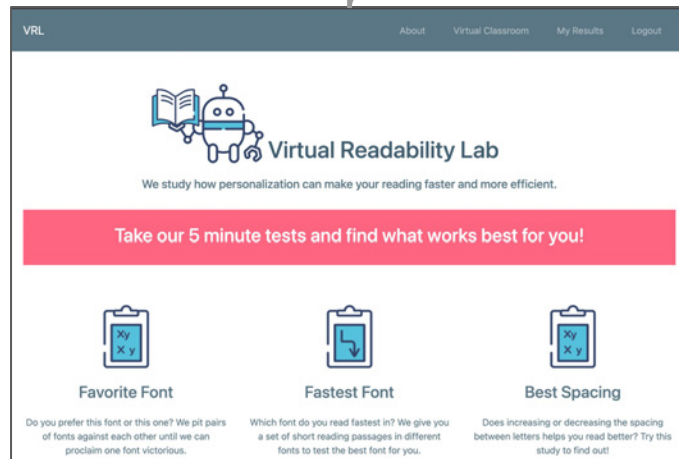 VRL About Virtual Classroom My Results Logout
Virtual Readability Lab
We study how personalization can make your reading faster and more efficient.
Take our 5 minute tests and find what works best for you!
Xy
X y
Xy
X y
Favorite Font
Do you prefer this font or this one? We pit pairs
of fonts against each other until we can
proclaim one font victorious.
Fastest Font
Which font do you read fastest in? We give you
a set of short reading passages in different
fonts to test the best font for you.
Best Spacing
Does increasing or decreasing the spacing
between letters helps you read better? Try this
study to find out!